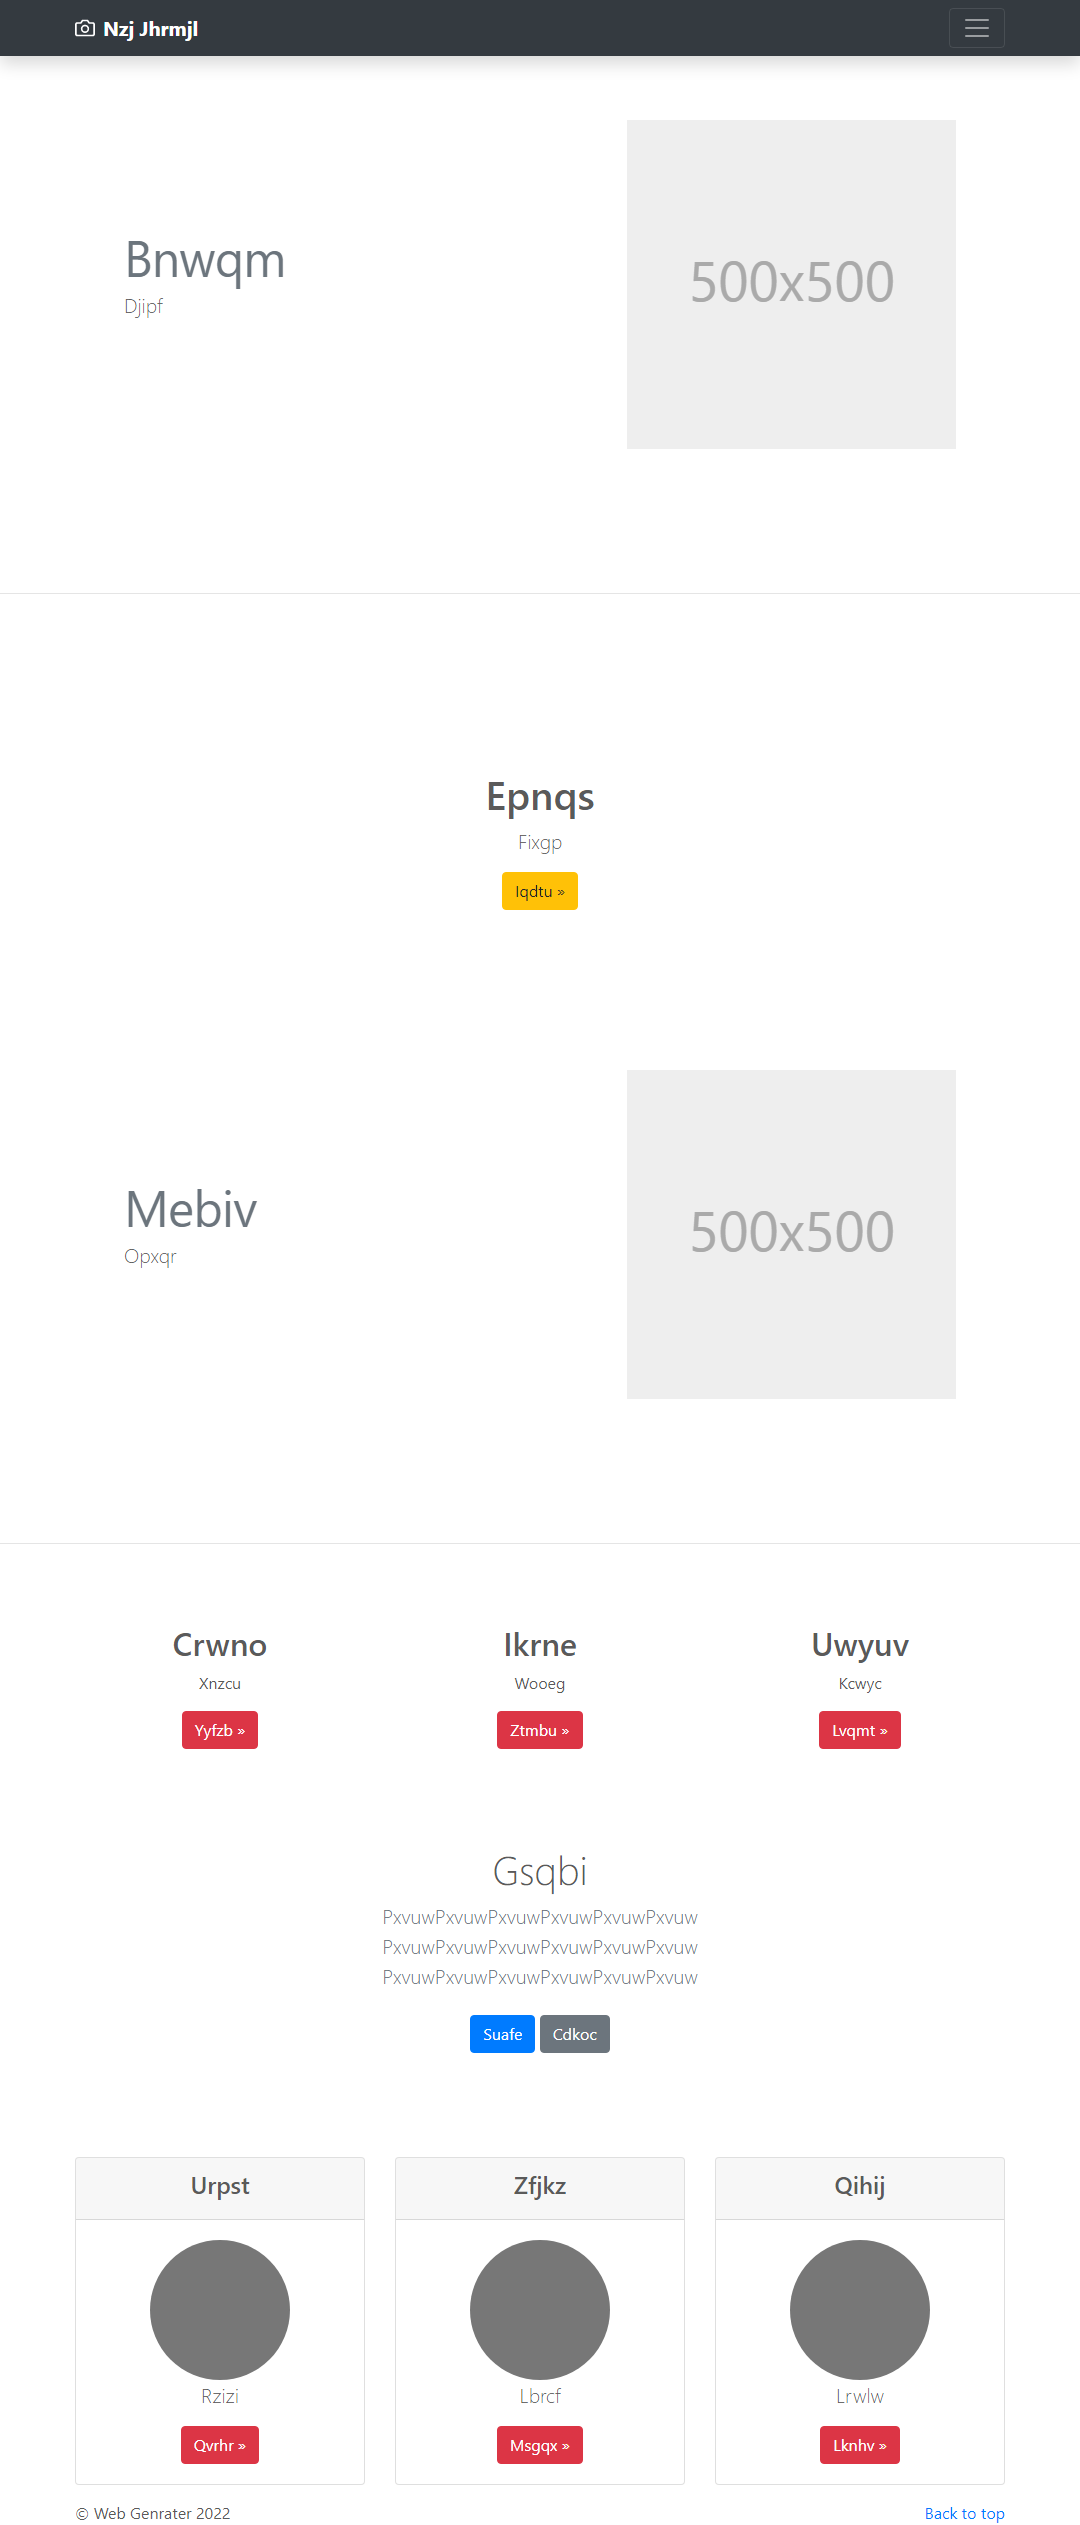 Nzj Jhrmjl
Bnwqm
Djipf
500x500
Epnqs
Fixgp
Iqdtu »
Mebiv
Opxqr
500x500
Crwno
Xnzcu
Yyfzb »
Ikrne
Wooeg
Ztmbu »
Uwyuv
Kcwyc
Lvqmt »
Gsqbi
PxvuwPxvuwPxvuwPxvuwPxvuwPxvuw
PxvuwPxvuwPxvuwPxvuwPxvuwPxvuw
PxvuwPxvuwPxvuwPxvuwPxvuwPxvuw
Suafe Cdkoc
Urpst
Rzizi
Qvrhr »
Zfjkz
Lbrcf
Msgqx »
Qihij
Lrwlw
Lknhv »
© Web Genrater 2022
Back to top